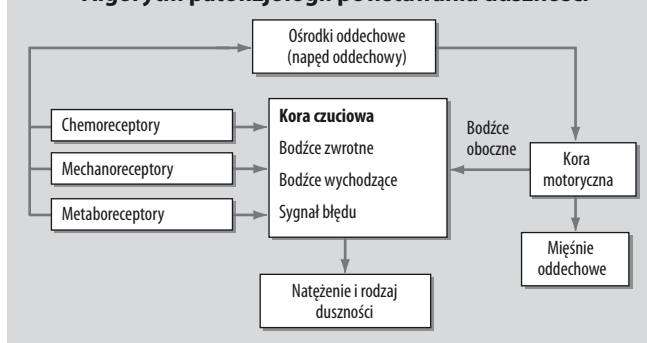 Algorytm patofizjologii powstawania duszności
Ośrodki oddechowe
(napęd oddechowy)
Chemoreceptory
Mechanoreceptory
Metaboreceptory
Kora czuciowa
Bodźce zwrotne
Bodźce wychodzące
Sygnał błędu
Bodźce
oboczne
Kora
motoryczna
Mięśnie
oddechowe
Natężenie i rodzaj
duszności